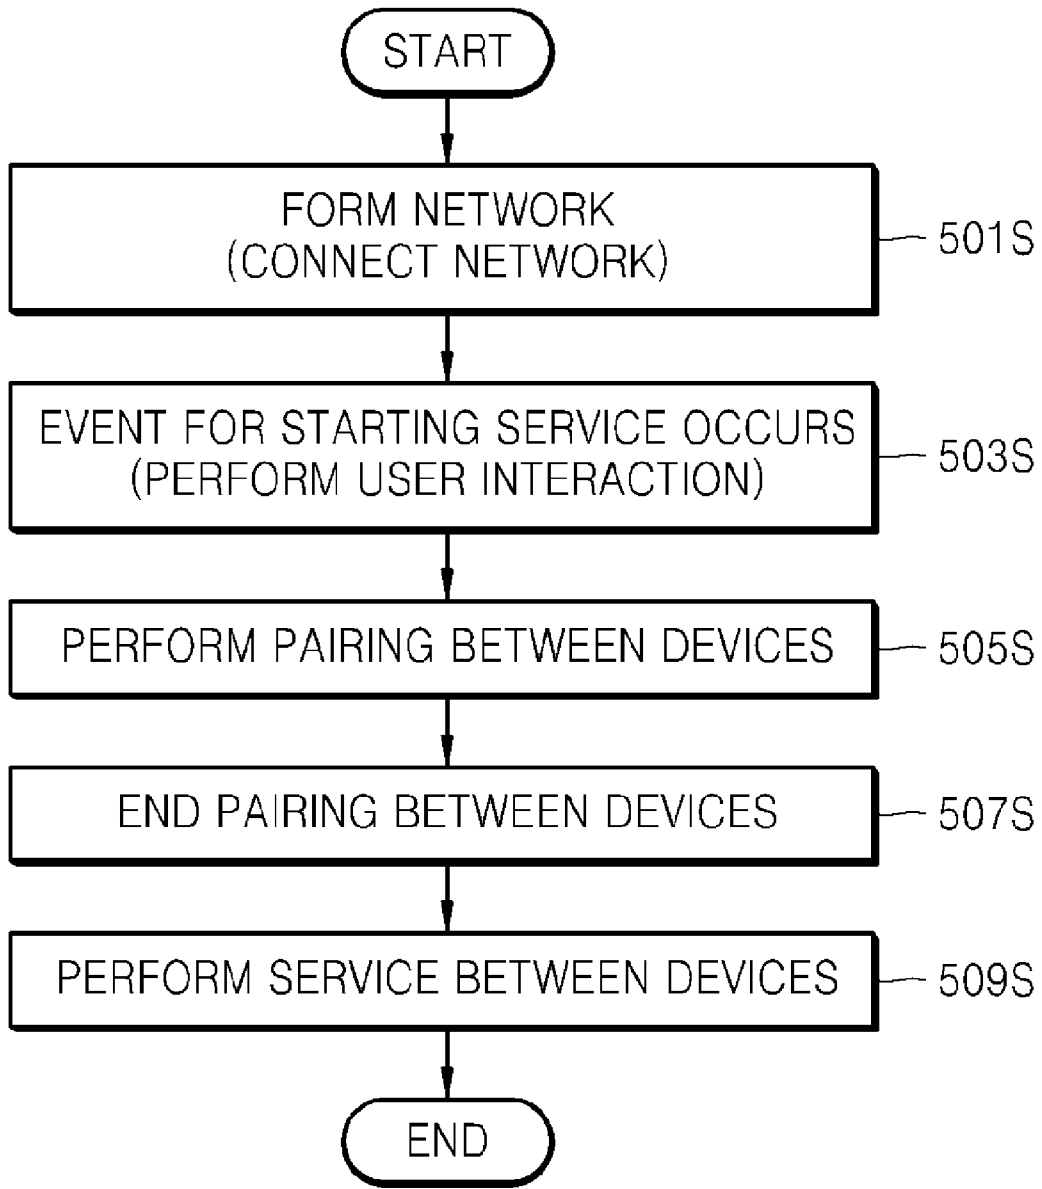 START
FORM NETWORK
(CONNECT NETWORK)
501S
EVENT FOR STARTING SERVICE OCCURS
(PERFORM USER INTERACTION)
503S
PERFORM PAIRING BETWEEN DEVICES
505S
END PAIRING BETWEEN DEVICES
507S
PERFORM SERVICE BETWEEN DEVICES
509S
END